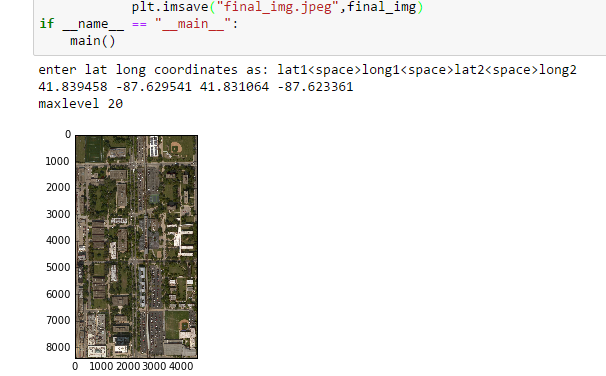 plt.imsave("final_img.jpeg",final_img)
if __name__ == "__main__":
main()
enter lat long coordinates as: lat1<space>long1<space>lat2<space>long2
41.839458 -87.629541 41.831064 -87.623361
maxlevel 20
0
1000
2000
3000
4000
5000
6000
7000
8000
0 1000 2000 3000 4000